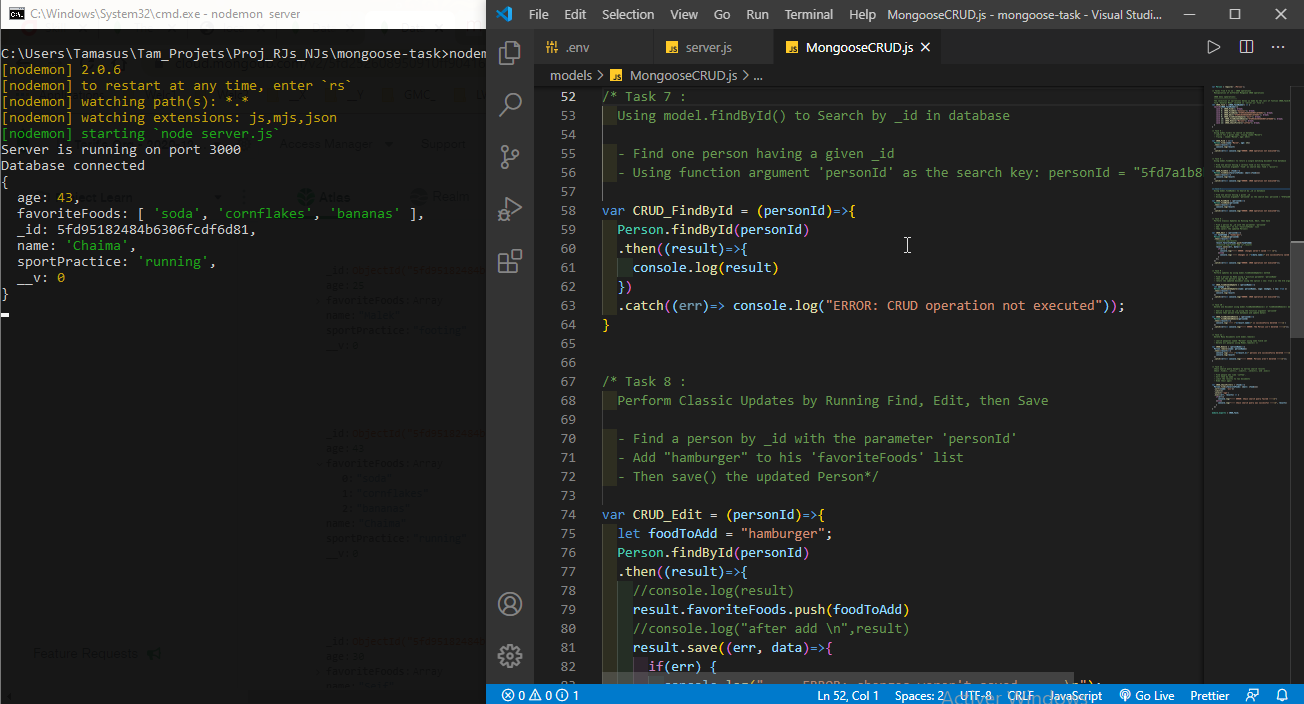 C:\Windows\System32\cmd.exe - nodemon server
C:\Users\Tamasus\Tam_Projets\Proj_RJs_NJs\mongoose-task>nodem
[nodemon] 2.0.6
[nodemon] to restart at any time, enter `rs`
[nodemon] watching path(s): *.*
[nodemon] watching extensions: js,mjs,json
[nodemon] starting `node server.js`
Server is running on port 3000
Database connected
{
age: 43,
favoriteFoods: [ 'soda', 'cornflakes', 'bananas' ],
_id: 5fd95182484b6306fcdf6d81,
name: 'Chaima',
sportPractice: 'running',
__v: 0
}
Feature Requests
File Edit Selection View Go Run Terminal Help MongooseCRUD.js - mongoose-task - Visual Studi...
.env server.js MongooseCRUD.js
models > MongooseCRUD.js > ...
52 /* Task 7 :
53 Using model.findById() to Search by _id in database
54
55 - Find one person having a given _id
56 - Using function argument 'personId' as the search key: personId = "5fd7a1b8
57
58 var CRUD_FindById = (personId)=>{
59 Person.findById(personId)
60 .then((result)=>{
61 console.log(result)
62 })
63 .catch((err)=> console.log("ERROR: CRUD operation not executed"));
64 }
65
66
67 /* Task 8 :
68 Perform Classic Updates by Running Find, Edit, then Save
69
70 - Find a person by _id with the parameter 'personId'
71 - Add "hamburger" to his 'favoriteFoods' list
72 - Then save() the updated Person*/
73
74 var CRUD_Edit = (personId)=>{
75 let foodToAdd = "hamburger";
76 Person.findById(personId)
77 .then((result)=>{
78 //console.log(result)
79 result.favoriteFoods.push(foodToAdd)
80 //console.log("after add \n",result)
81 result.save((err, data)=>{
82 if(err) {
0 0 1 Ln 52, Col 1 Spaces: 2 UTF-8 CRLF JavaScript Go Live Prettier
Activer Windows